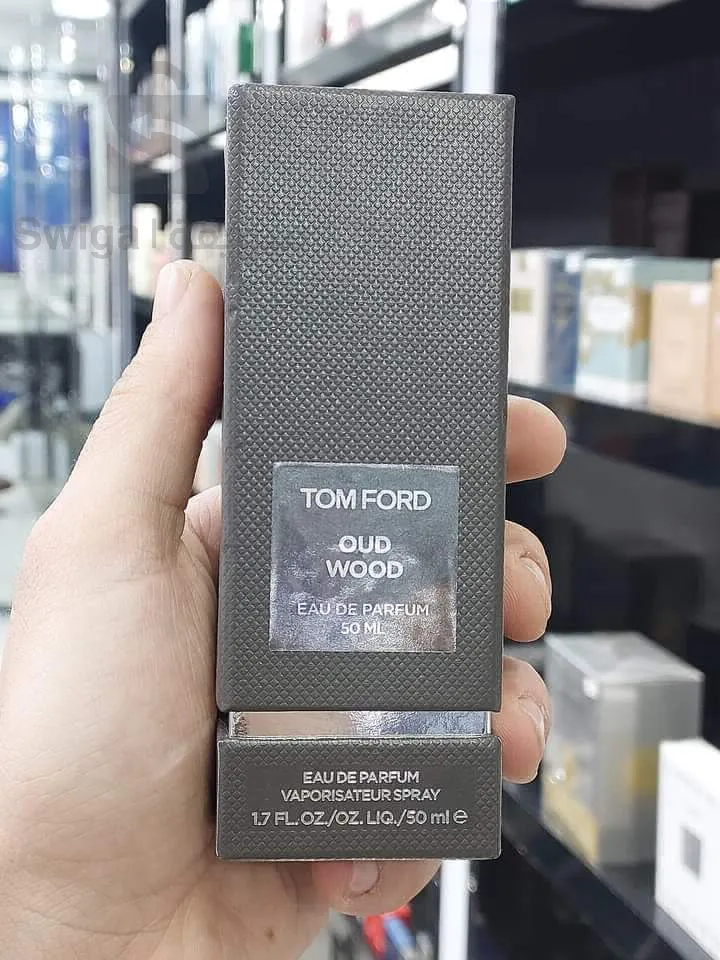 TOM FORD
OUD
WOOD
EAU DE PARFUM
50 ML
EAU DE PARFUM
VAPORISATEUR SPRAY
1.7 FL. OZ./OZ. LIQ./50 ml ℮